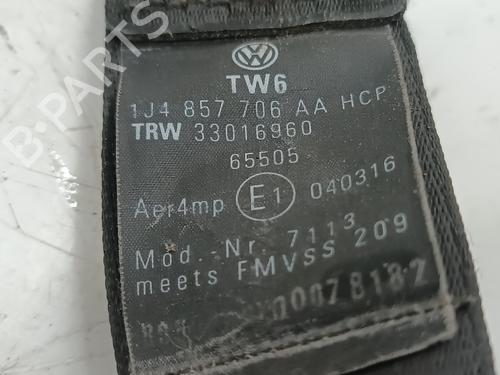 TW6
1J4 857 706 AA HCP
TRW 33016960
65505
Aer4mp E1 040316
Mod.-Nr. 7113
meets FMVSS 209
B-PARTS